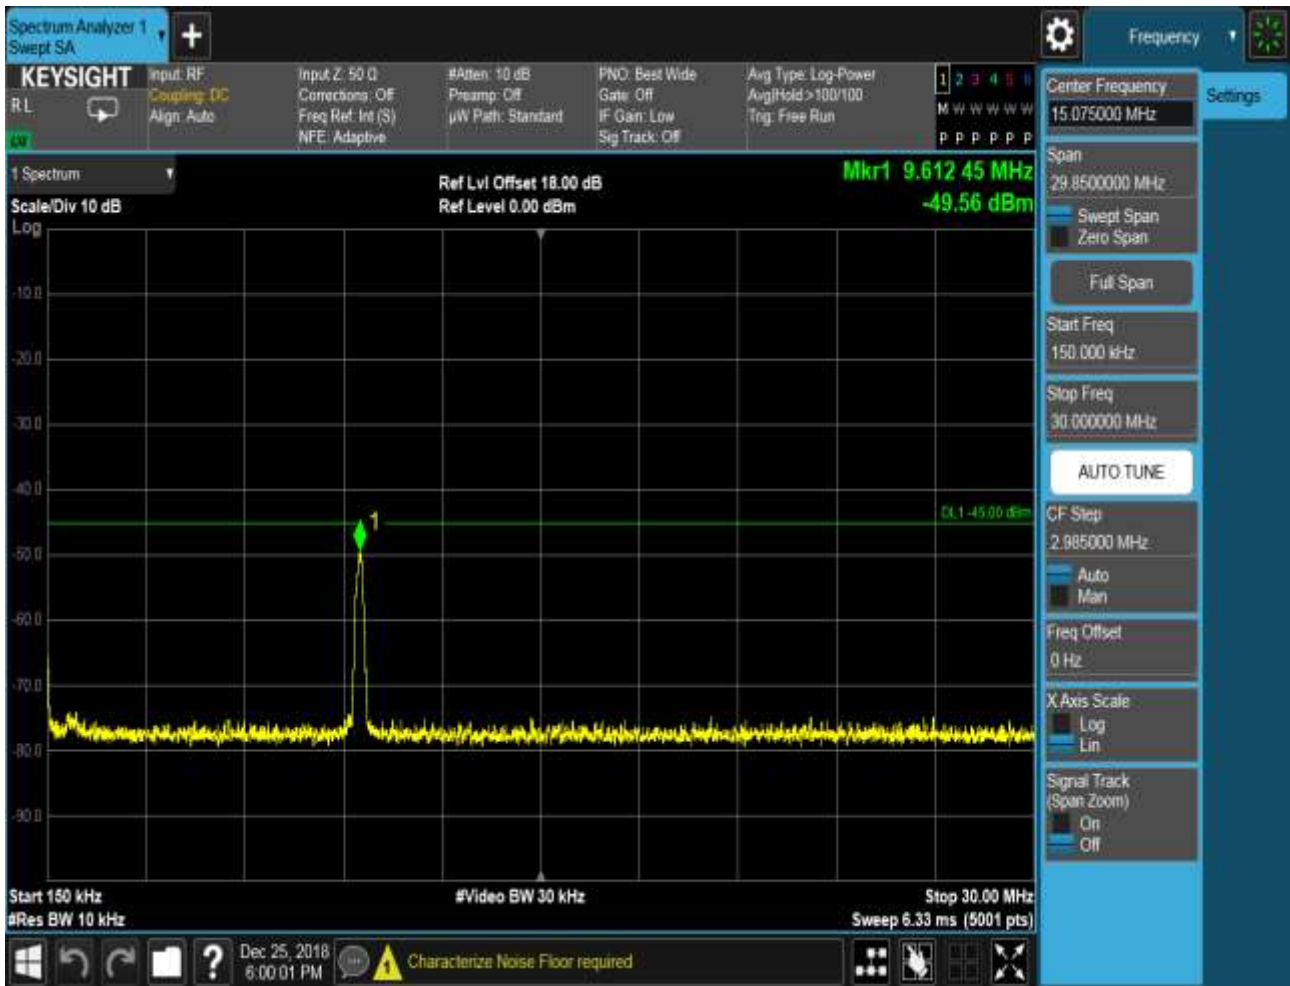 Spectrum Analyzer 1
Swept SA
+
Frequency
KEYSIGHT
RL
Input: RF
Coupling: DC
Align: Auto
Input Z: 50 Ω
Corrections: Off
Freq Ref: Int (S)
NFE: Adaptive
#Atten: 10 dB
Preamp: Off
µW Path: Standard
PNO: Best Wide
Gate: Off
IF Gain: Low
Sig Track: Off
Avg Type: Log-Power
Avg|Hold:>100/100
Trig: Free Run
1 2 3 4 5 6
M W W W W W
P P P P P P
1 Spectrum
Scale/Div 10 dB
Log
Ref Lvl Offset 18.00 dB
Ref Level 0.00 dBm
Mkr1 9.612 45 MHz
-49.56 dBm
-10.0
-20.0
-30.0
-40.0
-50.0
-60.0
-70.0
-80.0
-90.0
1
DL1 -45.00 dBm
Start 150 kHz
#Res BW 10 kHz
#Video BW 30 kHz
Stop 30.00 MHz
Sweep 6.33 ms (5001 pts)
Center Frequency
15.075000 MHz
Settings
Span
29.8500000 MHz
Swept Span
Zero Span
Full Span
Start Freq
150.000 kHz
Stop Freq
30.000000 MHz
AUTO TUNE
CF Step
2.985000 MHz
Auto
Man
Freq Offset
0 Hz
X Axis Scale
Log
Lin
Signal Track
(Span Zoom)
On
Off
?
Dec 25, 2018
6:00:01 PM
1
Characterize Noise Floor required